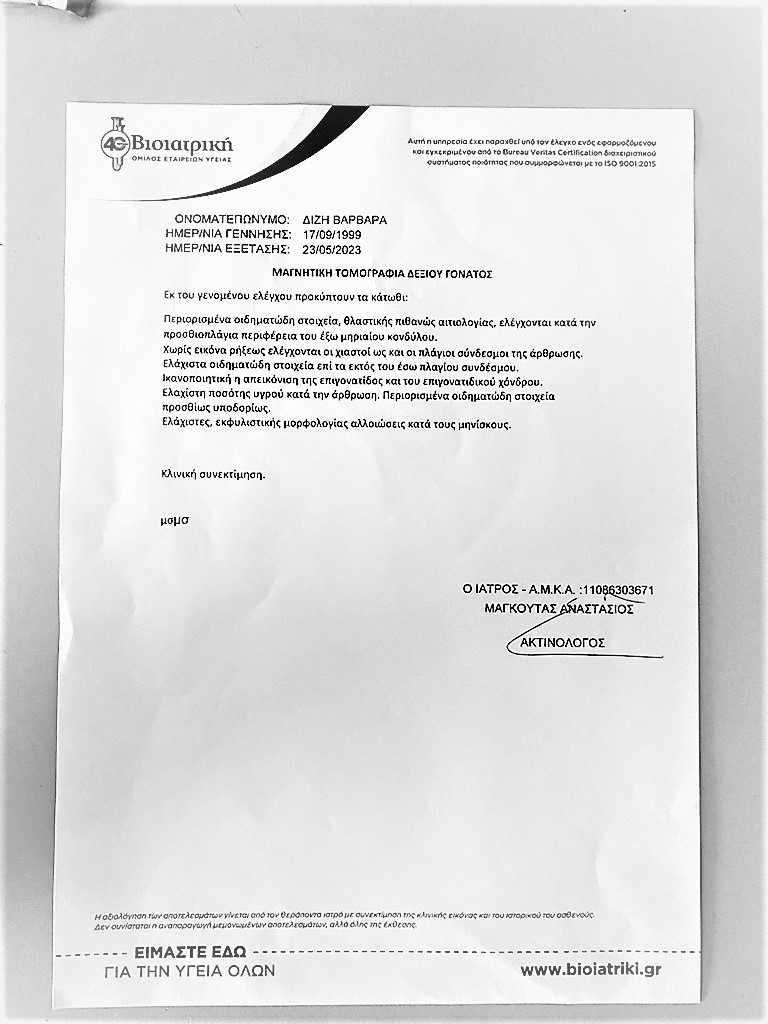 40 Βιοιατρική
ΟΜΙΛΟΣ ΕΤΑΙΡΕΙΩΝ ΥΓΕΙΑΣ
Αυτή η υπηρεσία έχει παραχθεί υπό τον έλεγχο ενός εφαρμοζόμενου
και εγκεκριμένου από το Bureau Veritas Certification διαχειριστικού
συστήματος ποιότητας που συμμορφώνεται με το ISO 9001:2015
ΟΝΟΜΑΤΕΠΩΝΥΜΟ: ΔΙΖΗ ΒΑΡΒΑΡΑ
ΗΜΕΡ/ΝΙΑ ΓΕΝΝΗΣΗΣ: 17/09/1999
ΗΜΕΡ/ΝΙΑ ΕΞΕΤΑΣΗΣ: 23/05/2023
ΜΑΓΝΗΤΙΚΗ ΤΟΜΟΓΡΑΦΙΑ ΔΕΞΙΟΥ ΓΟΝΑΤΟΣ
Εκ του γενομένου ελέγχου προκύπτουν τα κάτωθι:
Περιορισμένα οιδηματώδη στοιχεία, θλαστικής πιθανώς αιτιολογίας, ελέγχονται κατά την
προσθιοπλάγια περιφέρεια του έξω μηριαίου κονδύλου.
Χωρίς εικόνα ρήξεως ελέγχονται οι χιαστοί ως και οι πλάγιοι σύνδεσμοι της άρθρωσης.
Ελάχιστα οιδηματώδη στοιχεία επί τα εκτός του έσω πλαγίου συνδέσμου.
Ικανοποιητική η απεικόνιση της επιγονατίδος και του επιγονατιδικού χόνδρου.
Ελαχίστη ποσότης υγρού κατά την άρθρωση. Περιορισμένα οιδηματώδη στοιχεία
προσθίως υποδορίως.
Ελάχιστες, εκφυλιστικής μορφολογίας αλλοιώσεις κατά τους μηνίσκους.
Κλινική συνεκτίμηση.
μσμσ
Ο ΙΑΤΡΟΣ - Α.Μ.Κ.Α. :11086303671
ΜΑΓΚΟΥΤΑΣ ΑΝΑΣΤΑΣΙΟΣ
ΑΚΤΙΝΟΛΟΓΟΣ
Η αξιολόγηση των αποτελεσμάτων γίνεται από τον θεράποντα ιατρό με συνεκτίμηση της κλινικής εικόνας και του ιστορικού του ασθενούς.
Δεν συνίσταται η αναπαραγωγή μεμονωμένων αποτελεσμάτων, αλλά όλης της έκθεσης.
ΕΙΜΑΣΤΕ ΕΔΩ
ΓΙΑ ΤΗΝ ΥΓΕΙΑ ΟΛΩΝ
www.bioiatriki.gr